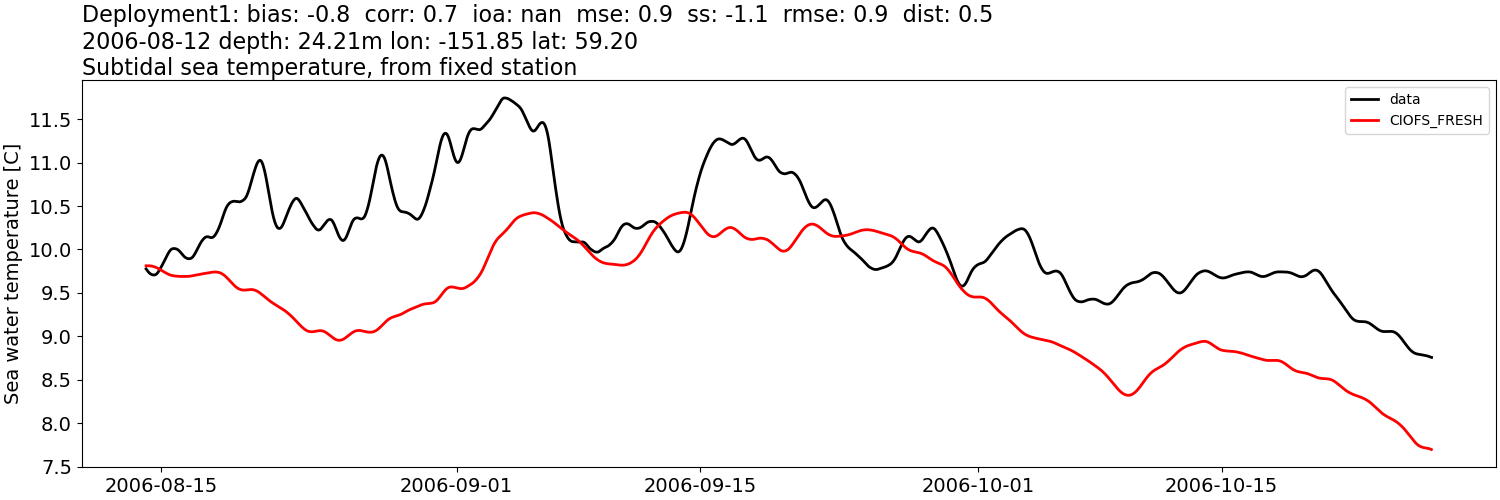 Deployment1: bias: -0.8  corr: 0.7  ioa: nan  mse: 0.9  ss: -1.1  rmse: 0.9  dist: 0.5
2006-08-12 depth: 24.21m lon: -151.85 lat: 59.20
Subtidal sea temperature, from fixed station
data
CIOFS_FRESH
Sea water temperature [C]
11.5
11.0
10.5
10.0
9.5
9.0
8.5
8.0
7.5
2006-08-15 2006-09-01 2006-09-15 2006-10-01 2006-10-15